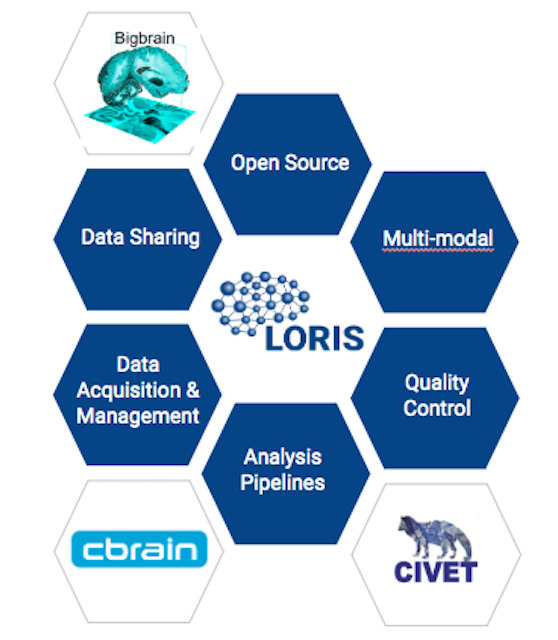 Bigbrain
Open Source
Data Sharing
Multi-modal
LORIS
Data
Acquisition &
Management
Quality
Control
Analysis
Pipelines
cbrain
CIVET